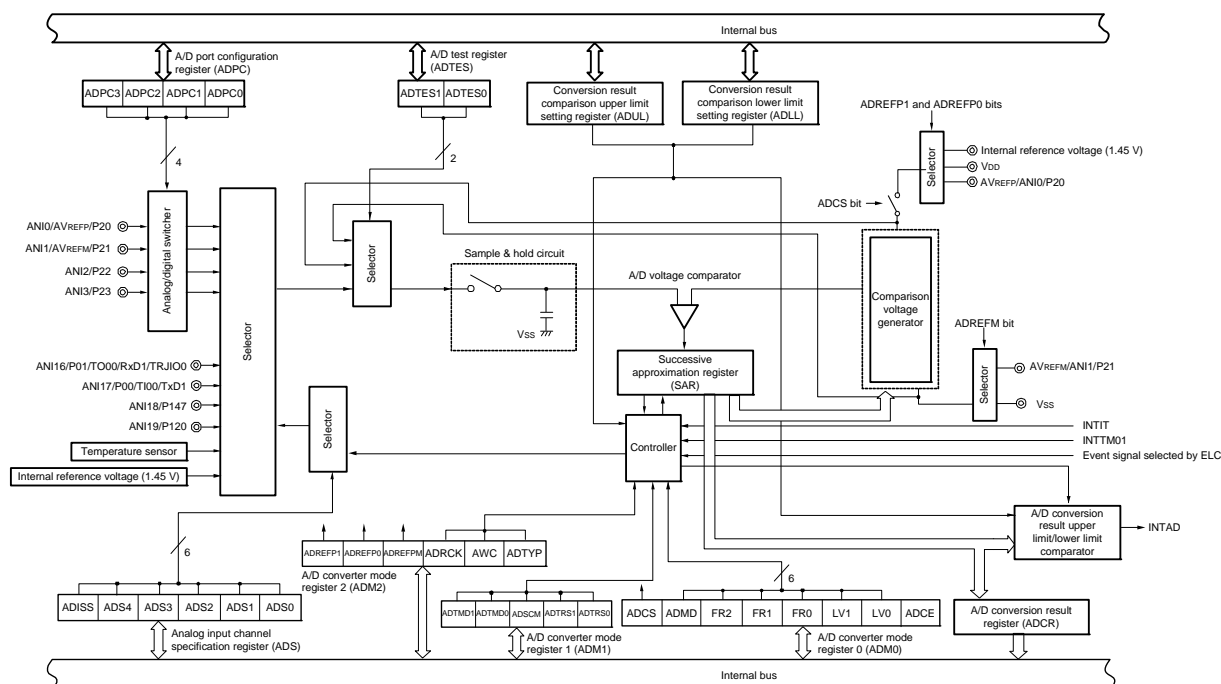 Internal bus
A/D port configuration
register (ADPC)
A/D test register
(ADTES)
ADPC3 ADPC2 ADPC1 ADPC0
ADTES1 ADTES0
Conversion result
comparison upper limit
setting register (ADUL)
Conversion result
comparison lower limit
setting register (ADLL)
ADREFP1 and ADREFP0 bits
4
2
Selector
Internal reference voltage (1.45 V)
VDD
AVREFP/ANI0/P20
ADCS bit
ANI0/AVREFP/P20
ANI1/AVREFM/P21
ANI2/P22
ANI3/P23
Analog/digital switcher
Selector
Selector
Sample & hold circuit
VSS
A/D voltage comparator
Comparison
voltage
generator
ADREFM bit
Selector
AVREFM/ANI1/P21
VSS
Successive
approximation register
(SAR)
ANI16/P01/TO00/RxD1/TRJIO0
ANI17/P00/TI00/TxD1
ANI18/P147
ANI19/P120
Temperature sensor
Internal reference voltage (1.45 V)
Selector
Controller
INTIT
INTTM01
Event signal selected by ELC
A/D conversion
result upper
limit/lower limit
comparator
INTAD
6
ADREFP1 ADREFP0 ADREFPM ADRCK AWC ADTYP
A/D converter mode
register 2 (ADM2)
6
ADISS ADS4 ADS3 ADS2 ADS1 ADS0
Analog input channel
specification register (ADS)
ADTMD1 ADTMD0 ADSCM ADTRS1 ADTRS0
A/D converter mode
register 1 (ADM1)
ADCS ADMD FR2 FR1 FR0 LV1 LV0 ADCE
A/D converter mode
register 0 (ADM0)
A/D conversion result
register (ADCR)
Internal bus